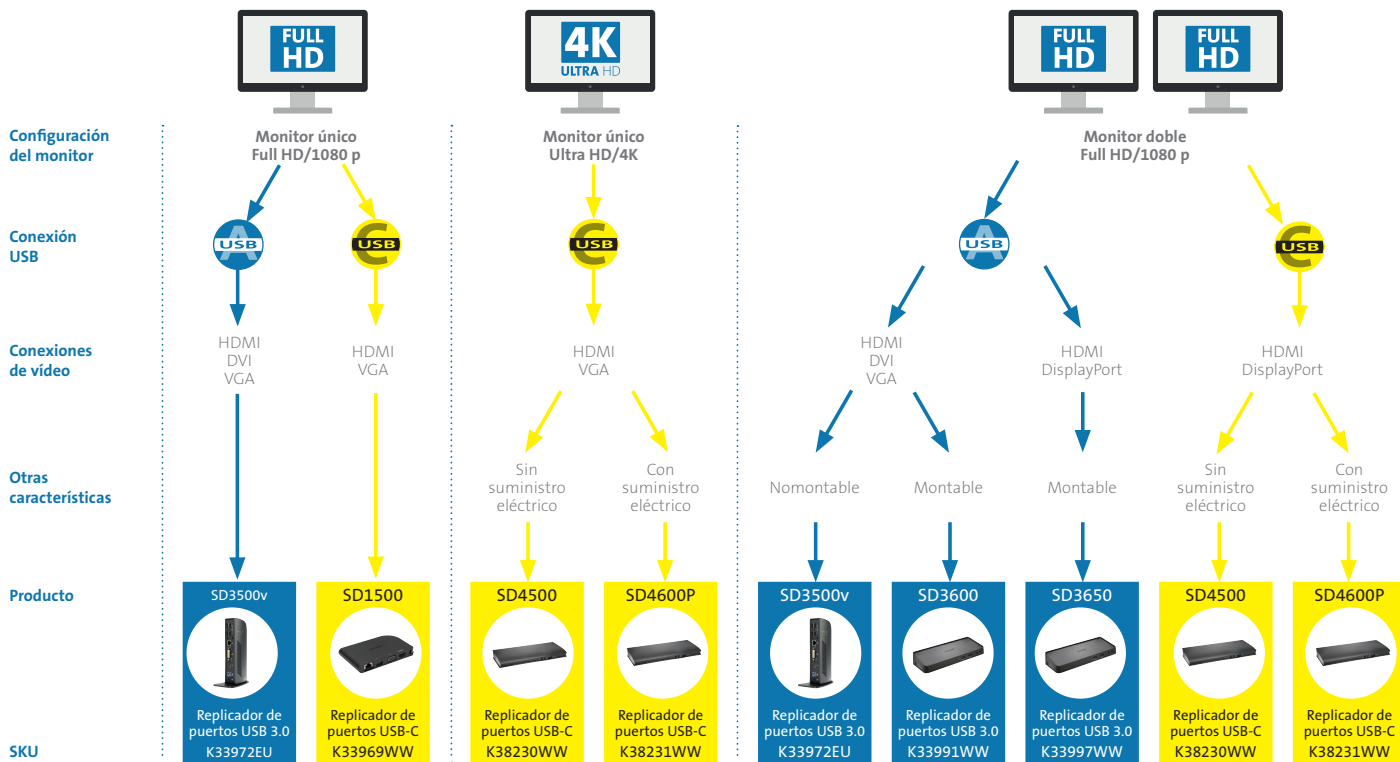 FULL
HD
4K
ULTRA HD
FULL
HD
FULL
HD
Configuración
del monitor
Monitor único
Full HD/1080 p
Monitor único
Ultra HD/4K
Monitor doble
Full HD/1080 p
Conexión
USB
A
USB
C
USB
C
USB
A
USB
C
USB
Conexiones
de vídeo
HDMI
DVI
VGA
HDMI
VGA
HDMI
VGA
HDMI
DVI
VGA
HDMI
DisplayPort
HDMI
DisplayPort
Otras
características
Sin
suministro
eléctrico
Con
suministro
eléctrico
Nomontable
Montable
Montable
Sin
suministro
eléctrico
Con
suministro
eléctrico
Producto
SD3500v
SD1500
SD4500
SD4600P
SD3500v
SD3600
SD3650
SD4500
SD4600P
Replicador de
puertos USB 3.0
Replicador de
puertos USB-C
Replicador de
puertos USB-C
Replicador de
puertos USB-C
Replicador de
puertos USB 3.0
Replicador de
puertos USB 3.0
Replicador de
puertos USB 3.0
Replicador de
puertos USB-C
Replicador de
puertos USB-C
SKU
K33972EU
K33969WW
K38230WW
K38231WW
K33972EU
K33991WW
K33997WW
K38230WW
K38231WW